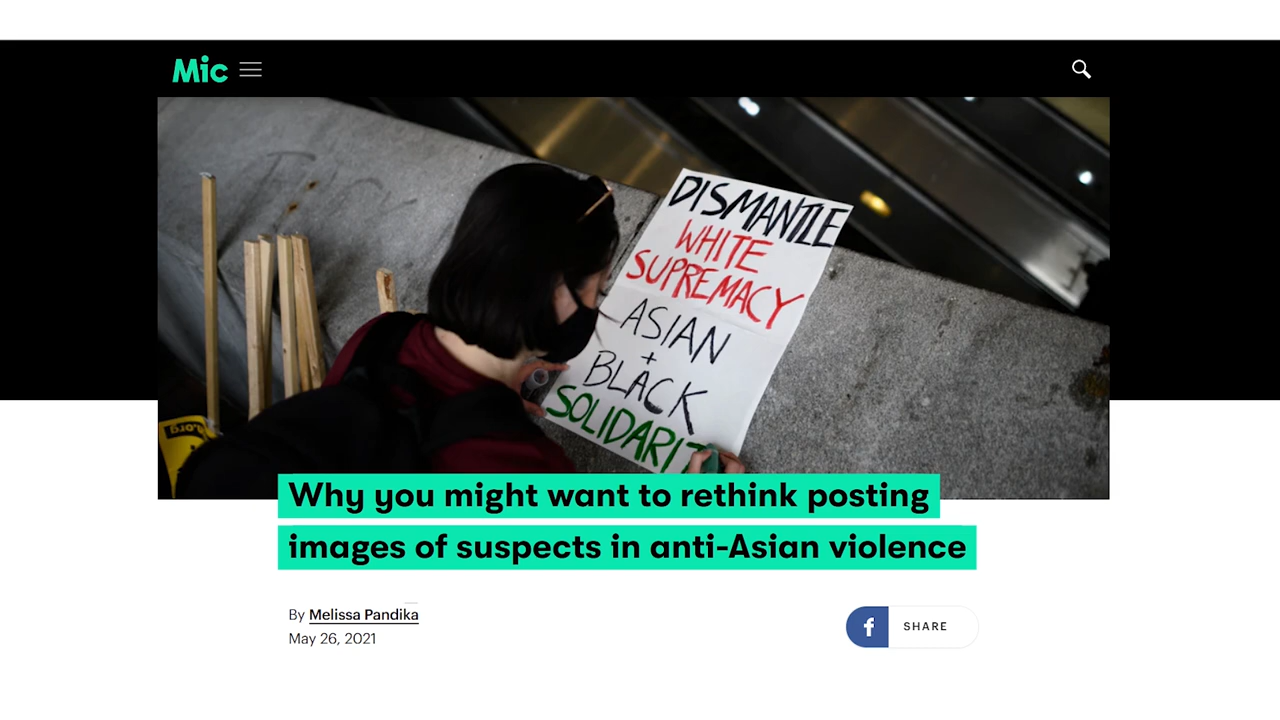 Mic
DISMANTLE
WHITE
SUPREMACY
ASIAN
+
BLACK
SOLIDARIT
Why you might want to rethink posting
images of suspects in anti-Asian violence
By Melissa Pandika
May 26, 2021
f SHARE